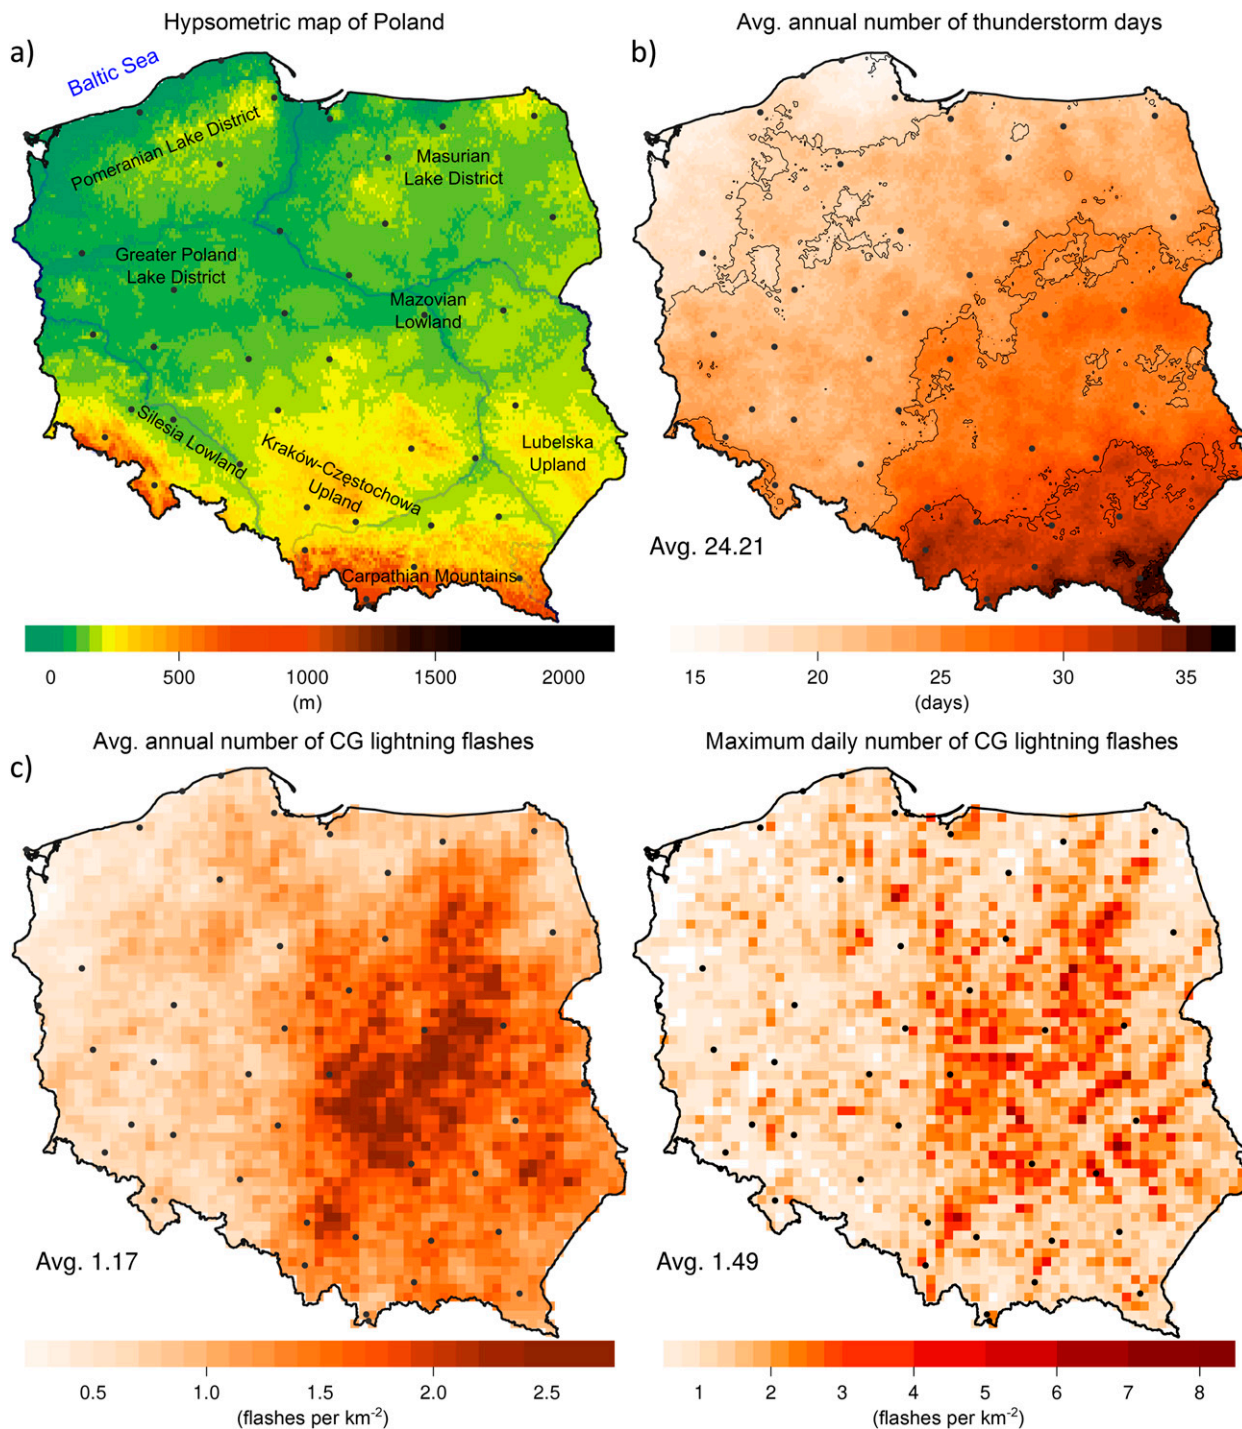 Hypsometric map of Poland
a)
Baltic Sea
Pomeranian Lake District
Masurian
Lake District
Greater Poland
Lake District
Mazovian
Lowland
Silesia Lowland
Kraków-Częstochowa
Upland
Lubelska
Upland
Carpathian Mountains
0 500 1000 1500 2000
(m)
Avg. annual number of thunderstorm days
b)
Avg. 24.21
15 20 25 30 35
(days)
Avg. annual number of CG lightning flashes
c)
Avg. 1.17
0.5 1.0 1.5 2.0 2.5
(flashes per km⁻²)
Maximum daily number of CG lightning flashes
Avg. 1.49
1 2 3 4 5 6 7 8
(flashes per km⁻²)